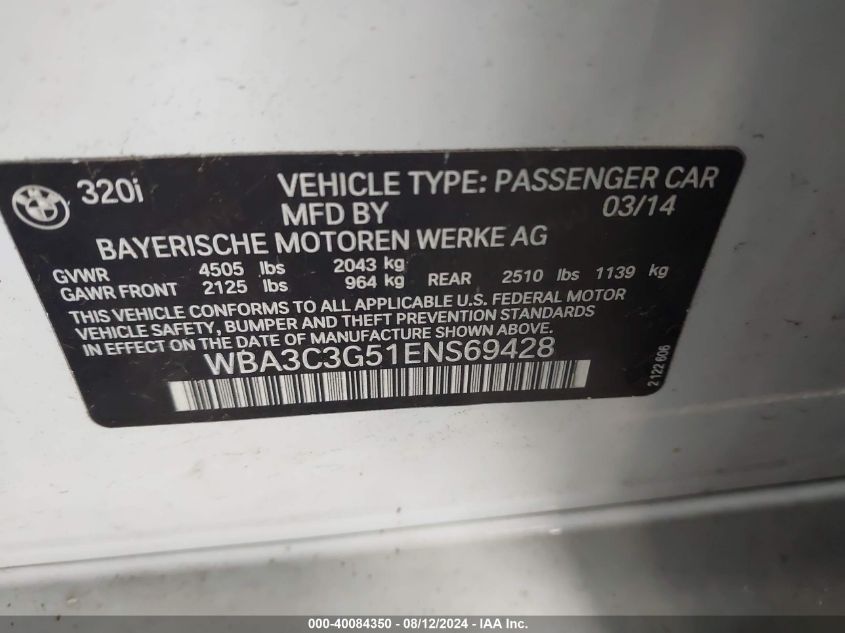 320i VEHICLE TYPE: PASSENGER CAR
MFD BY 03/14
BAYERISCHE MOTOREN WERKE AG
GVWR 4505 lbs 2043 kg
GAWR FRONT 2125 lbs 964 kg REAR 2510 lbs 1139 kg
THIS VEHICLE CONFORMS TO ALL APPLICABLE U.S. FEDERAL MOTOR
VEHICLE SAFETY, BUMPER AND THEFT PREVENTION STANDARDS
IN EFFECT ON THE DATE OF MANUFACTURE SHOWN ABOVE.
WBA3C3G51ENS69428
2 122 606
000-40084350 - 08/12/2024 - IAA Inc.